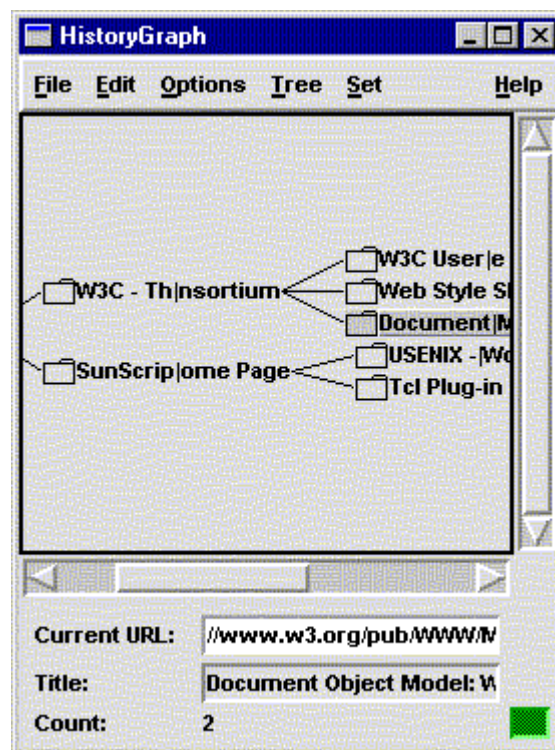 HistoryGraph
File Edit Options Tree Set Help
W3C User|e
W3C - Th|nsortium
Web Style Sl
Document|M
SunScrip|ome Page
USENIX -|Wo
Tcl Plug-in
Current URL: //www.w3.org/pub/WWW/M
Title: Document Object Model: W
Count: 2